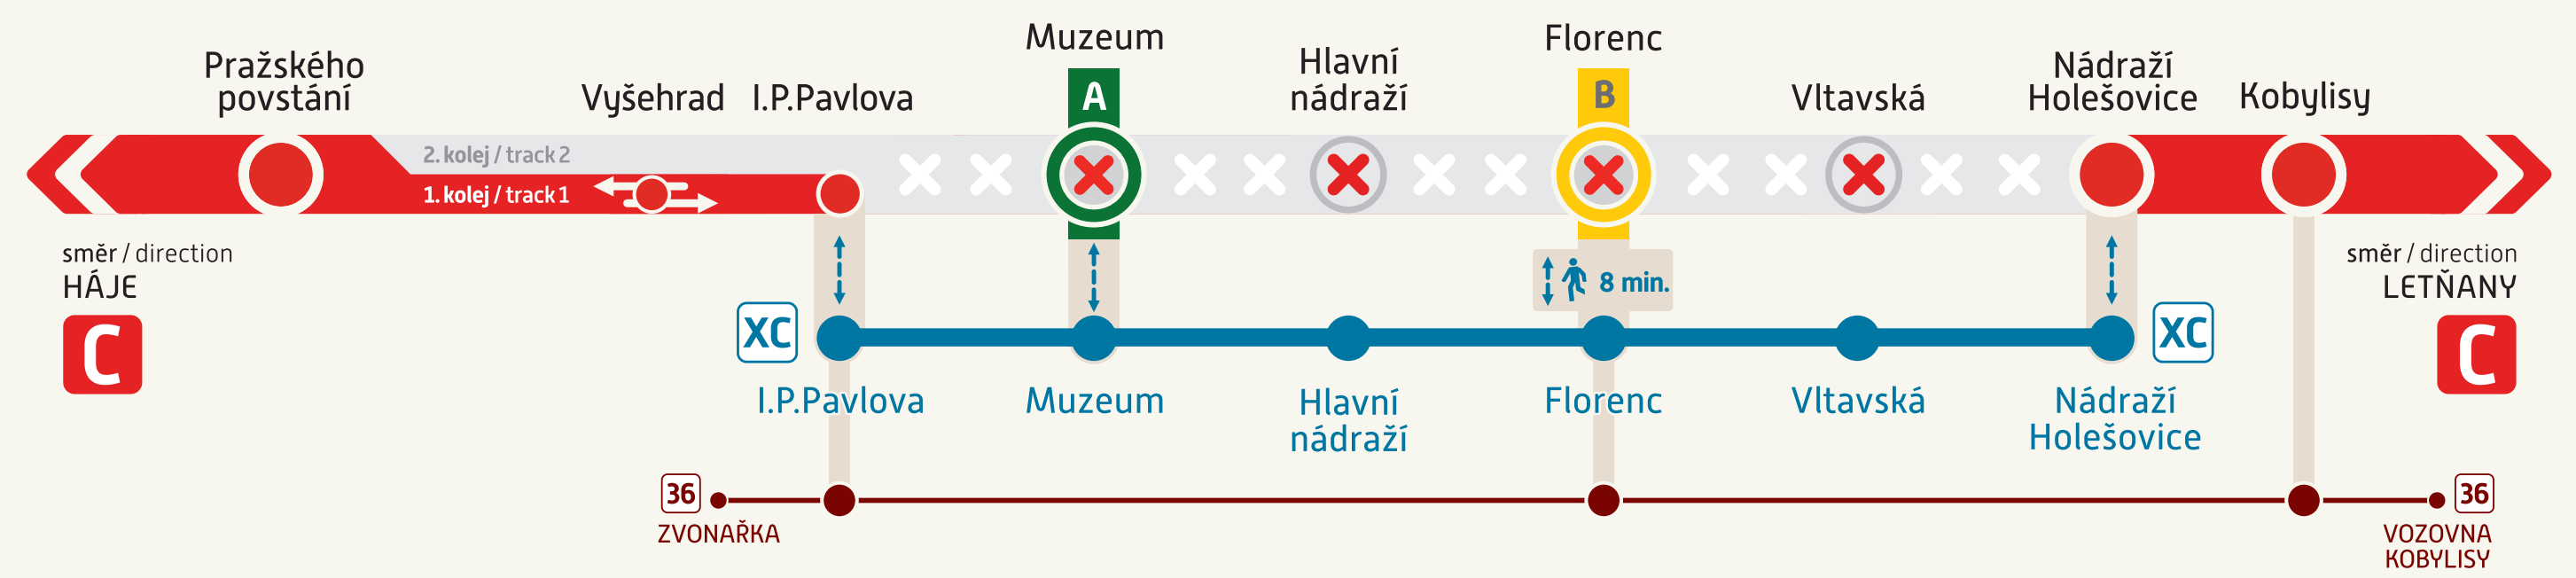 Pražského
povstání
Vyšehrad
I.P.Pavlova
Muzeum
A
Hlavní
nádraží
Florenc
B
Vltavská
Nádraží
Holešovice
Kobylisy
2. kolej / track 2
1. kolej / track 1
směr / direction
HÁJE
C
směr / direction
LETŇANY
C
8 min.
XC
XC
I.P.Pavlova
Muzeum
Hlavní
nádraží
Florenc
Vltavská
Nádraží
Holešovice
36
ZVONAŘKA
36
VOZOVNA
KOBYLISY